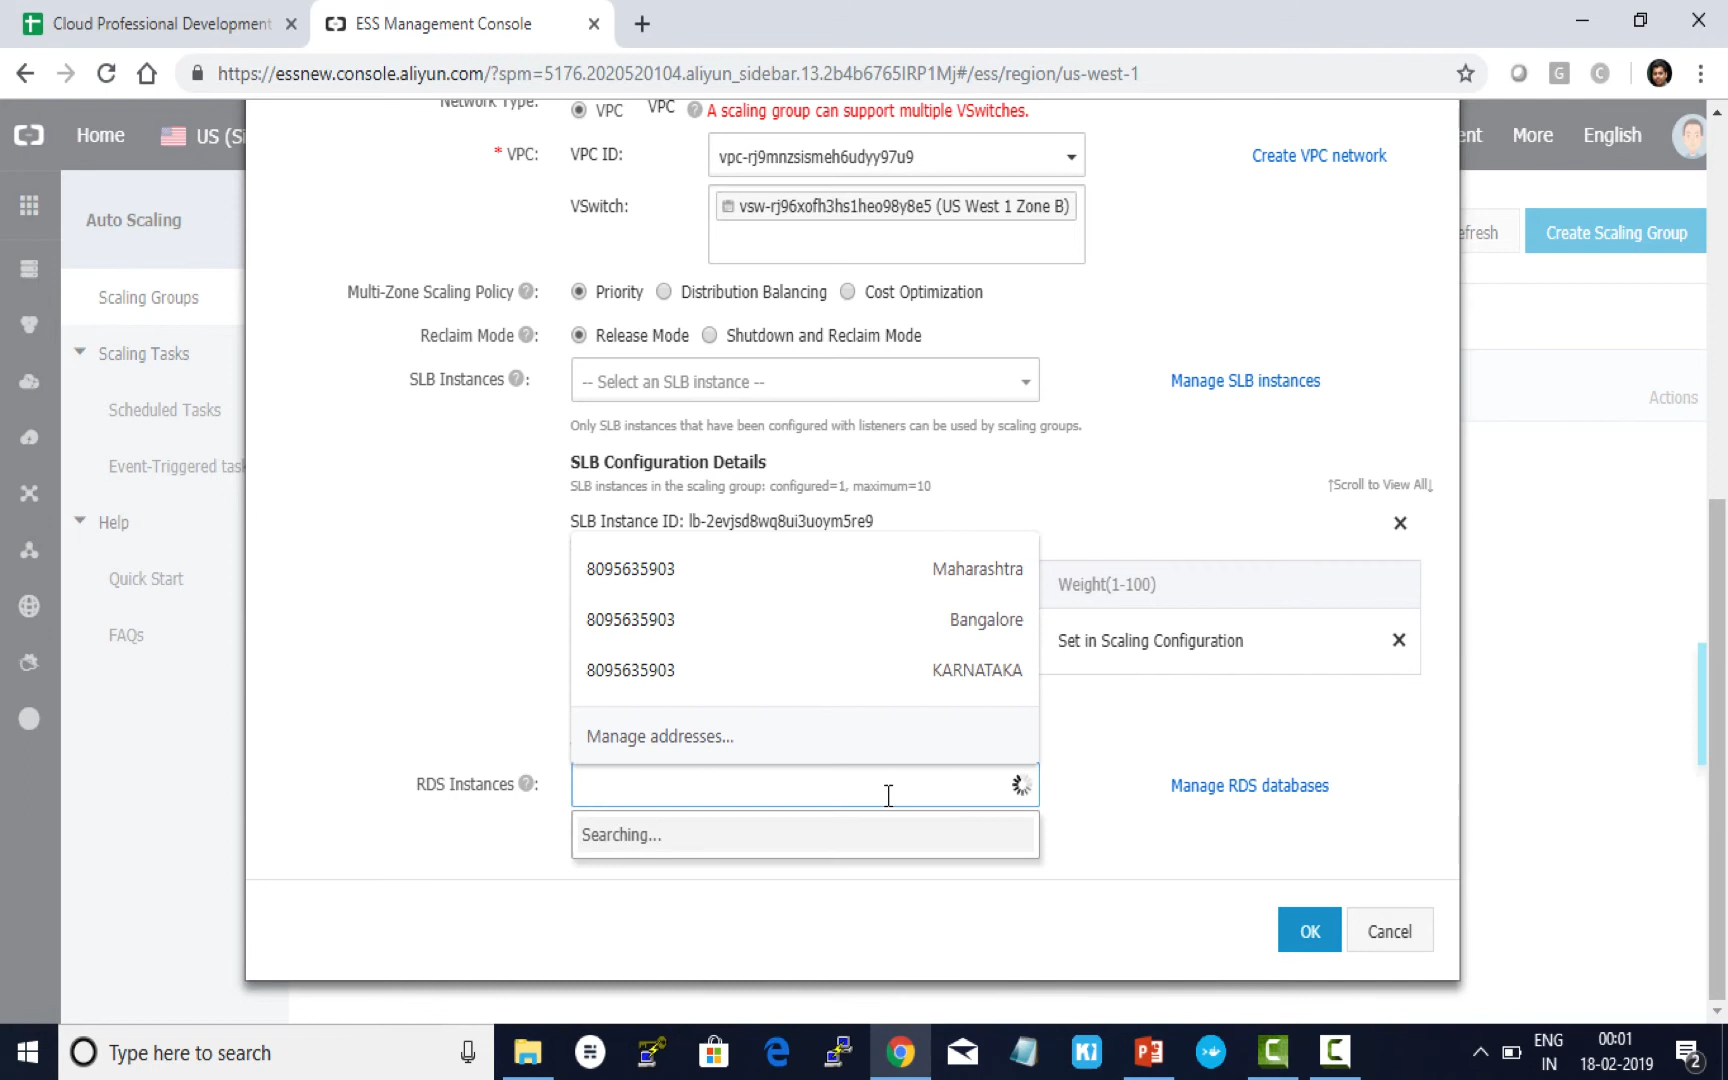 Cloud Professional Development
ESS Management Console
https://essnew.console.aliyun.com/?spm=5176.2020520104.aliyun_sidebar.13.2b4b6765IRP1Mj#/ess/region/us-west-1
G
C
Home
US (Si
ent
More
English
Network Type:
VPC
VPC
A scaling group can support multiple VSwitches.
* VPC:
VPC ID:
vpc-rj9mnzsismeh6udyy97u9
Create VPC network
VSwitch:
vsw-rj96xofh3hs1heo98y8e5 (US West 1 Zone B)
Auto Scaling
efresh
Create Scaling Group
Scaling Groups
Multi-Zone Scaling Policy ?:
Priority
Distribution Balancing
Cost Optimization
Reclaim Mode ?:
Release Mode
Shutdown and Reclaim Mode
Scaling Tasks
SLB Instances ?:
-- Select an SLB instance --
Manage SLB instances
Actions
Scheduled Tasks
Only SLB instances that have been configured with listeners can be used by scaling groups.
Event-Triggered task
SLB Configuration Details
SLB instances in the scaling group: configured=1, maximum=10
↑Scroll to View All↓
Help
SLB Instance ID: lb-2evjsd8wq8ui3uoym5re9
8095635903
Maharashtra
Quick Start
Weight(1-100)
8095635903
Bangalore
FAQs
Set in Scaling Configuration
8095635903
KARNATAKA
Manage addresses...
RDS Instances ?:
Manage RDS databases
Searching...
OK
Cancel
Type here to search
ENG
IN
00:01
18-02-2019
2